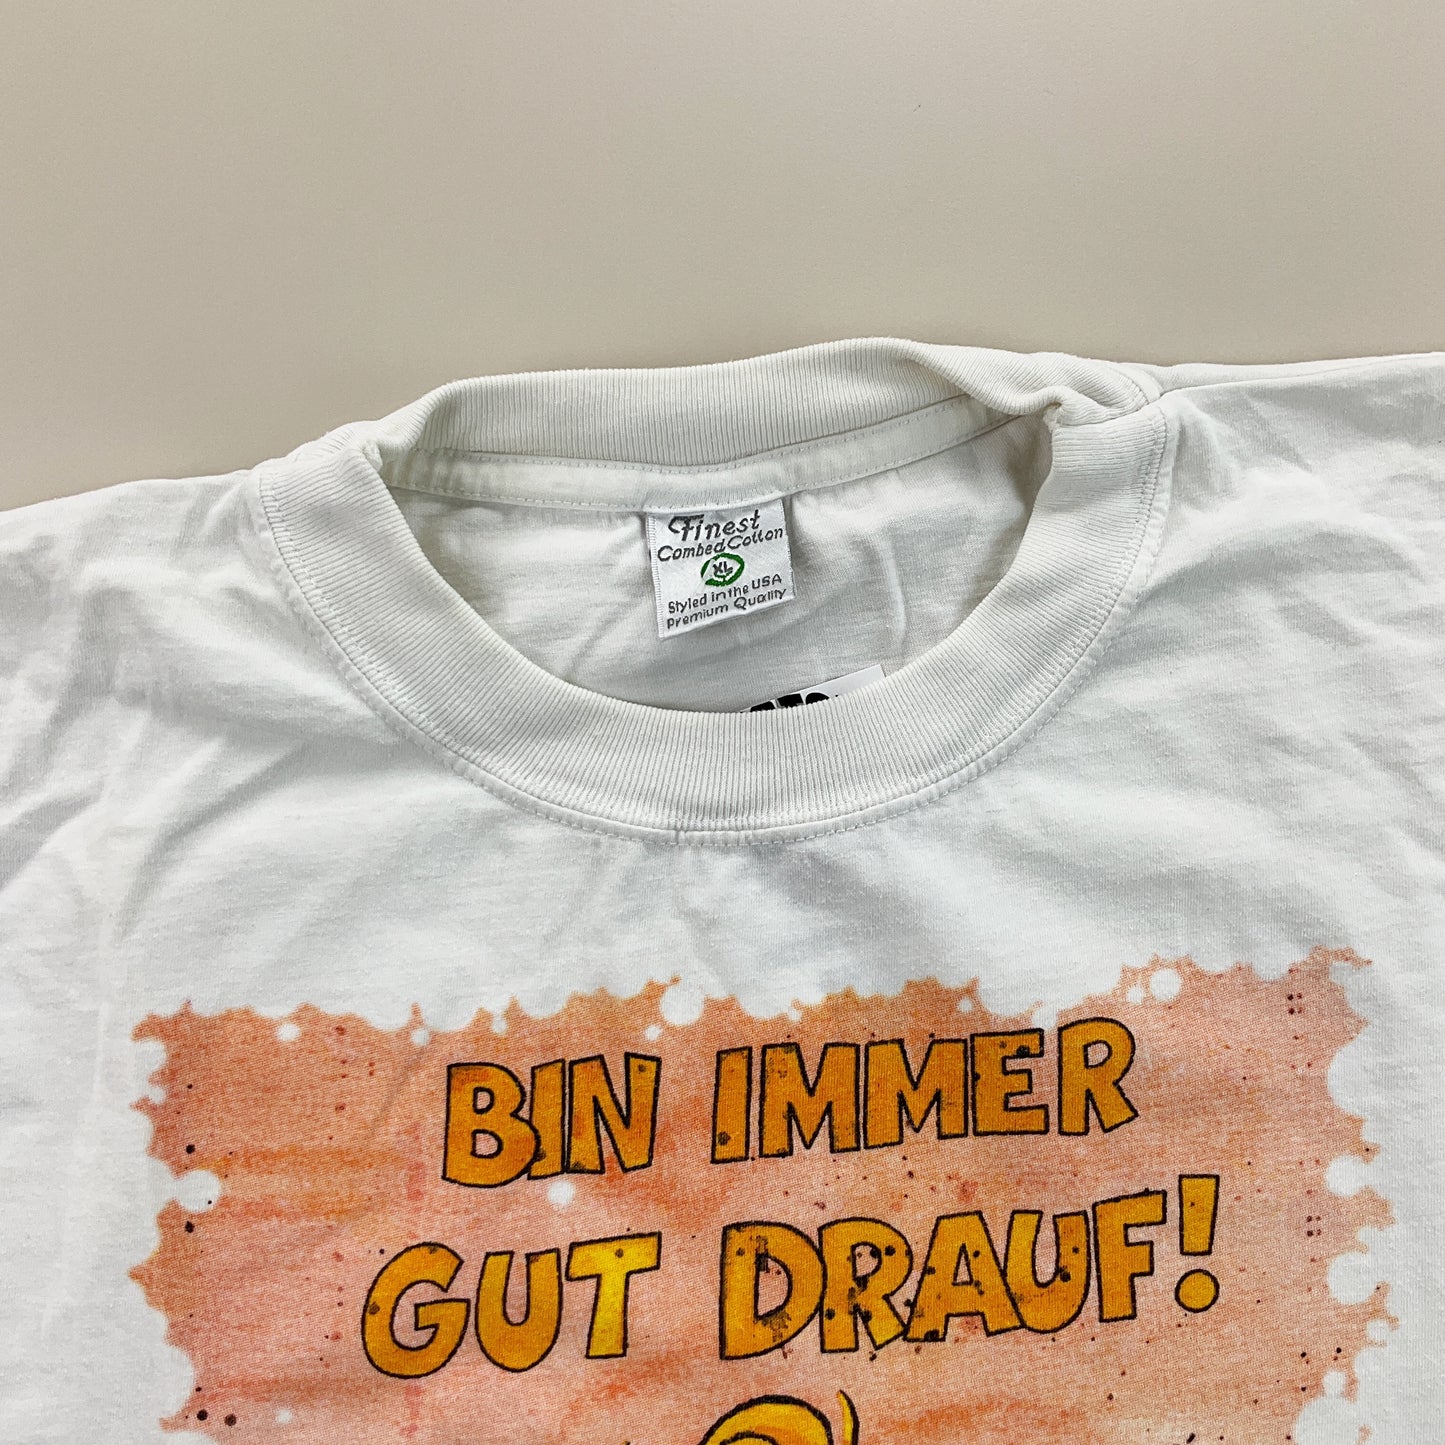 Finest
Combed Cotton
XL
Styled in the USA
Premium Quality
BIN IMMER
GUT DRAUF!